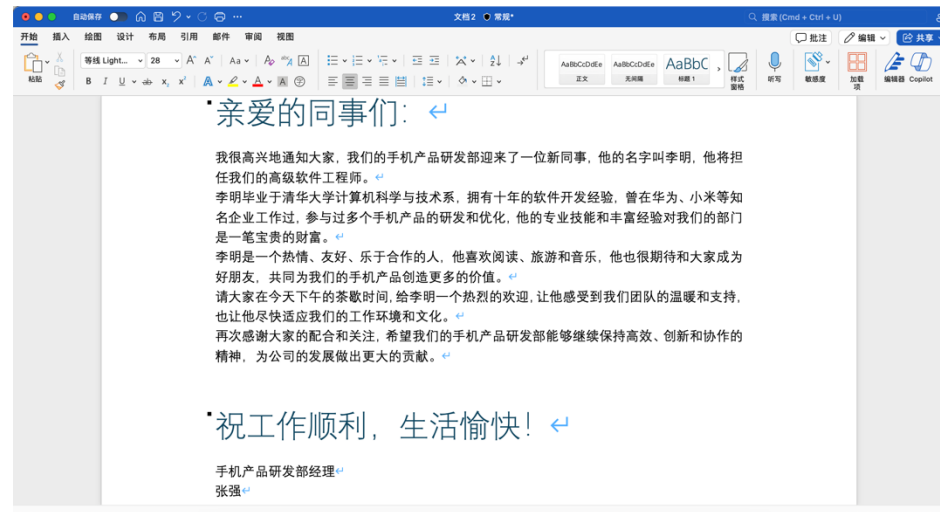 自动保存
文档2 常规*
搜索 (Cmd + Ctrl + U)
开始 插入 绘图 设计 布局 引用 邮件 审阅 视图
批注 编辑 共享
粘贴
等线 Light... 28
AaBbCcDdEe AaBbCcDdEe AaBbC
正文 无间隔 标题 1
样式窗格
听写
敏感度
加载项
编辑器
Copilot
亲爱的同事们：
我很高兴地通知大家，我们的手机产品研发部迎来了一位新同事，他的名字叫李明，他将担
任我们的高级软件工程师。
李明毕业于清华大学计算机科学与技术系，拥有十年的软件开发经验，曾在华为、小米等知
名企业工作过，参与过多个手机产品的研发和优化，他的专业技能和丰富经验对我们的部门
是一笔宝贵的财富。
李明是一个热情、友好、乐于合作的人，他喜欢阅读、旅游和音乐，他也很期待和大家成为
好朋友，共同为我们的手机产品创造更多的价值。
请大家在今天下午的茶歇时间，给李明一个热烈的欢迎，让他感受到我们团队的温暖和支持，
也让他尽快适应我们的工作环境和文化。
再次感谢大家的配合和关注，希望我们的手机产品研发部能够继续保持高效、创新和协作的
精神，为公司的发展做出更大的贡献。
祝工作顺利，生活愉快！
手机产品研发部经理
张强